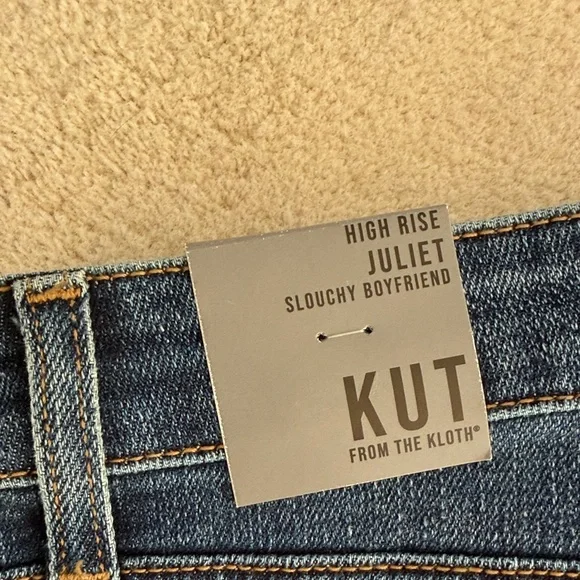 HIGH RISE
JULIET
SLOUCHY BOYFRIEND
KUT
FROM THE KLOTH®